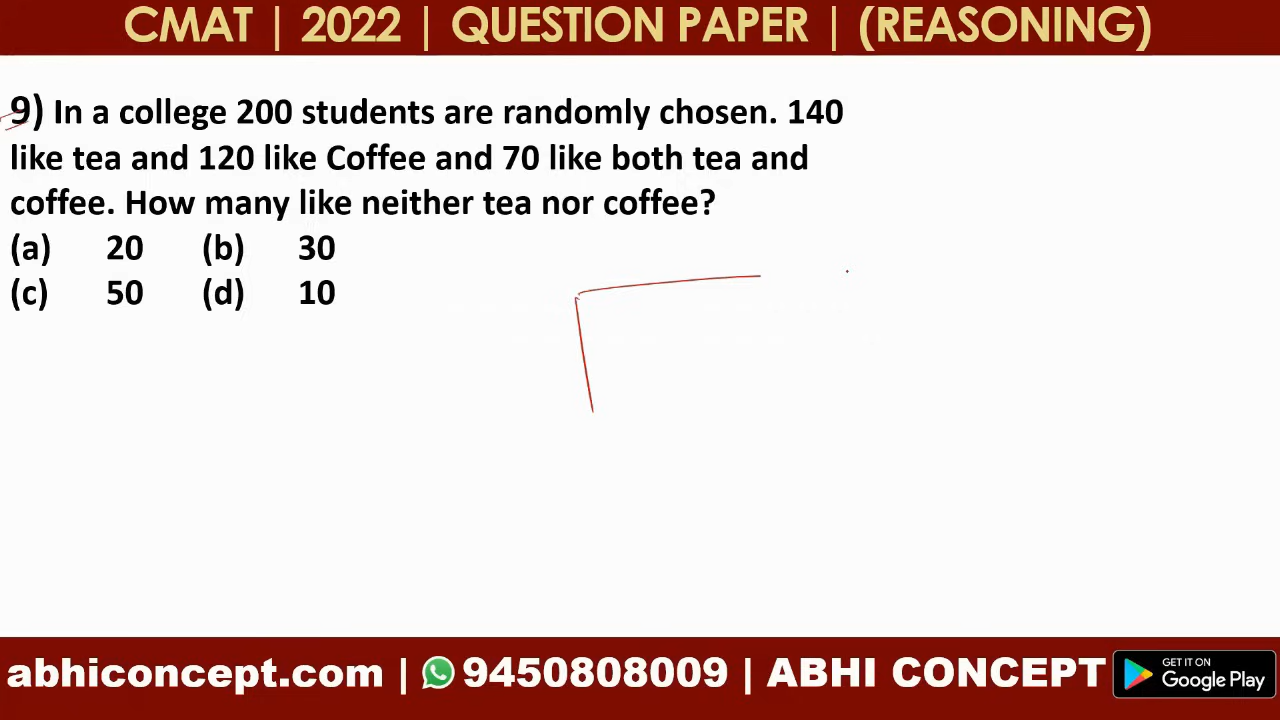 CMAT | 2022 | QUESTION PAPER | (REASONING)
9) In a college 200 students are randomly chosen. 140
like tea and 120 like Coffee and 70 like both tea and
coffee. How many like neither tea nor coffee?
(a) 20 (b) 30
(c) 50 (d) 10
abhiconcept.com | 9450808009 | ABHI CONCEPT
GET IT ON
Google Play